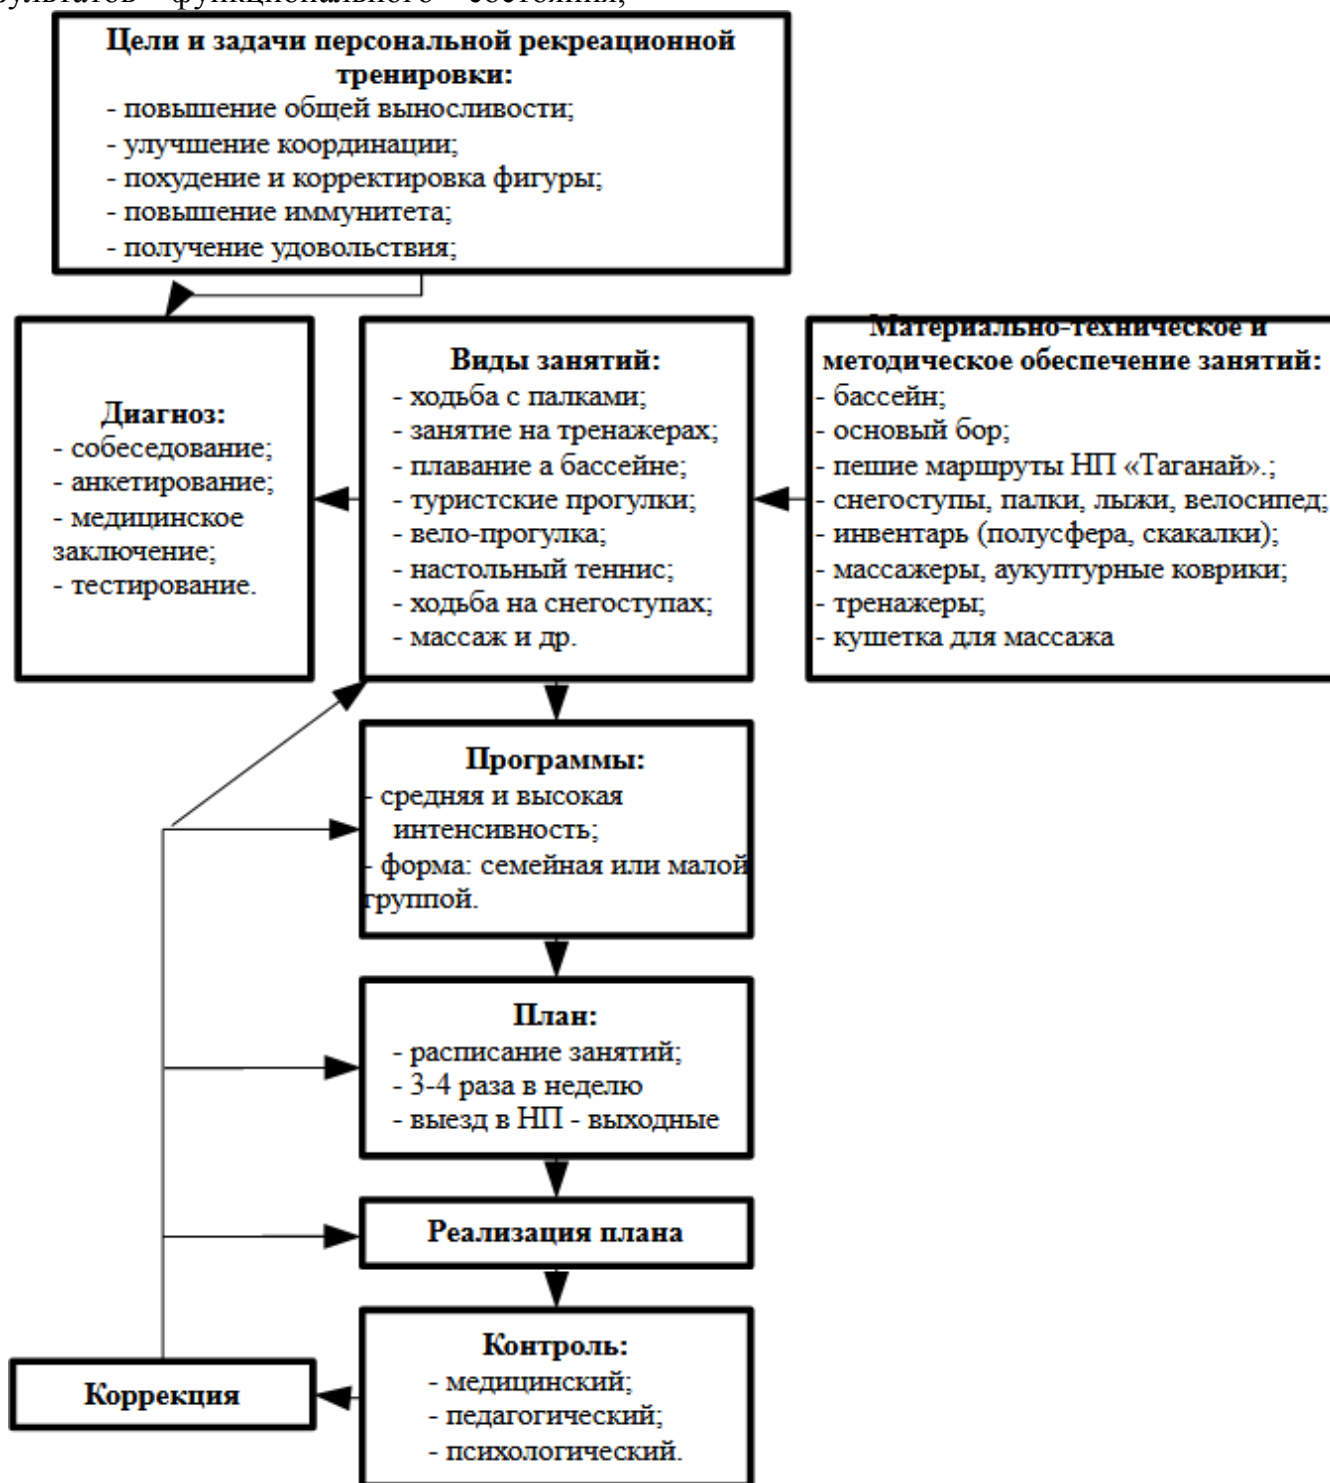 зультатов функционального состояния,
Цели и задачи персональной рекреационной
тренировки:
- повышение общей выносливости;
- улучшение координации;
- похудение и корректировка фигуры;
- повышение иммунитета;
- получение удовольствия;
Диагноз:
- собеседование;
- анкетирование;
- медицинское
заключение;
- тестирование.
Виды занятий:
- ходьба с палками;
- занятие на тренажерах;
- плавание а бассейне;
- туристские прогулки;
- вело-прогулка;
- настольный теннис;
- ходьба на снегоступах;
- массаж и др.
Материально-техническое и
методическое обеспечение занятий:
- бассейн;
- основый бор;
- пешие маршруты НП «Таганай».;
- снегоступы, палки, лыжи, велосипед;
- инвентарь (полусфера, скакалки);
- массажеры, аукуптурные коврики;
- тренажеры;
- кушетка для массажа
Программы:
- средняя и высокая
интенсивность;
- форма: семейная или малой
группой.
План:
- расписание занятий;
- 3-4 раза в неделю
- выезд в НП - выходные
Реализация плана
Контроль:
- медицинский;
- педагогический;
- психологический.
Коррекция